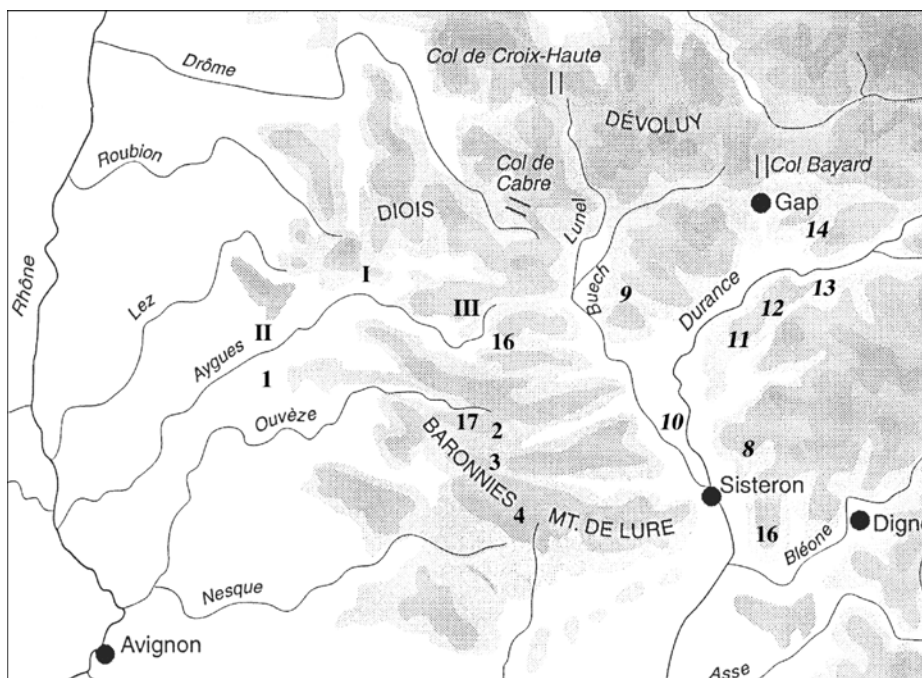 Drôme
Col de Croix-Haute
DÉVOLUY
Roubion
Col de
Cabre
Col Bayard
Gap
DIOIS
Lunel
14
Rhône
I
Buech
9
Durance
13
12
Lez
III
II
16
11
Aygues
1
Ouvèze
17
2
10
BARONNIES
3
8
Sisteron
4
MT. DE LURE
16
Bléone
Digne
Nesque
Avignon
Asse